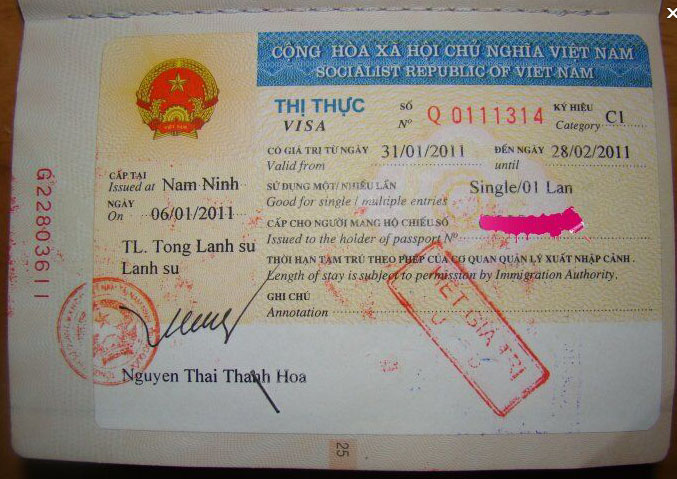 CỘNG HÒA XÃ HỘI CHỦ NGHĨA VIỆT NAM
SOCIALIST REPUBLIC OF VIET NAM
THỊ THỰC SỐ Q 0111314 KÝ HIỆU C1
VISA Nº Category
CÓ GIÁ TRỊ TỪ NGÀY 31/01/2011 ĐẾN NGÀY 28/02/2011
Valid from until
CẤP TẠI
Issued at Nam Ninh
NGÀY
On 06/01/2011
SỬ DỤNG MỘT/ NHIỀU LẦN Single/01 Lan
Good for single / multiple entries
CẤP CHO NGƯỜI MANG HỘ CHIẾU SỐ
Issued to the holder of passport Nº
TL. Tong Lanh su
Lanh su
THỜI HẠN TẠM TRÚ THEO PHÉP CỦA CƠ QUAN QUẢN LÝ XUẤT NHẬP CẢNH .
Length of stay is subject to permission by Immigration Authority.
GHI CHÚ
Annotation
Nguyen Thai Thanh Hoa
GIÁ TRỊ
G22803611
25